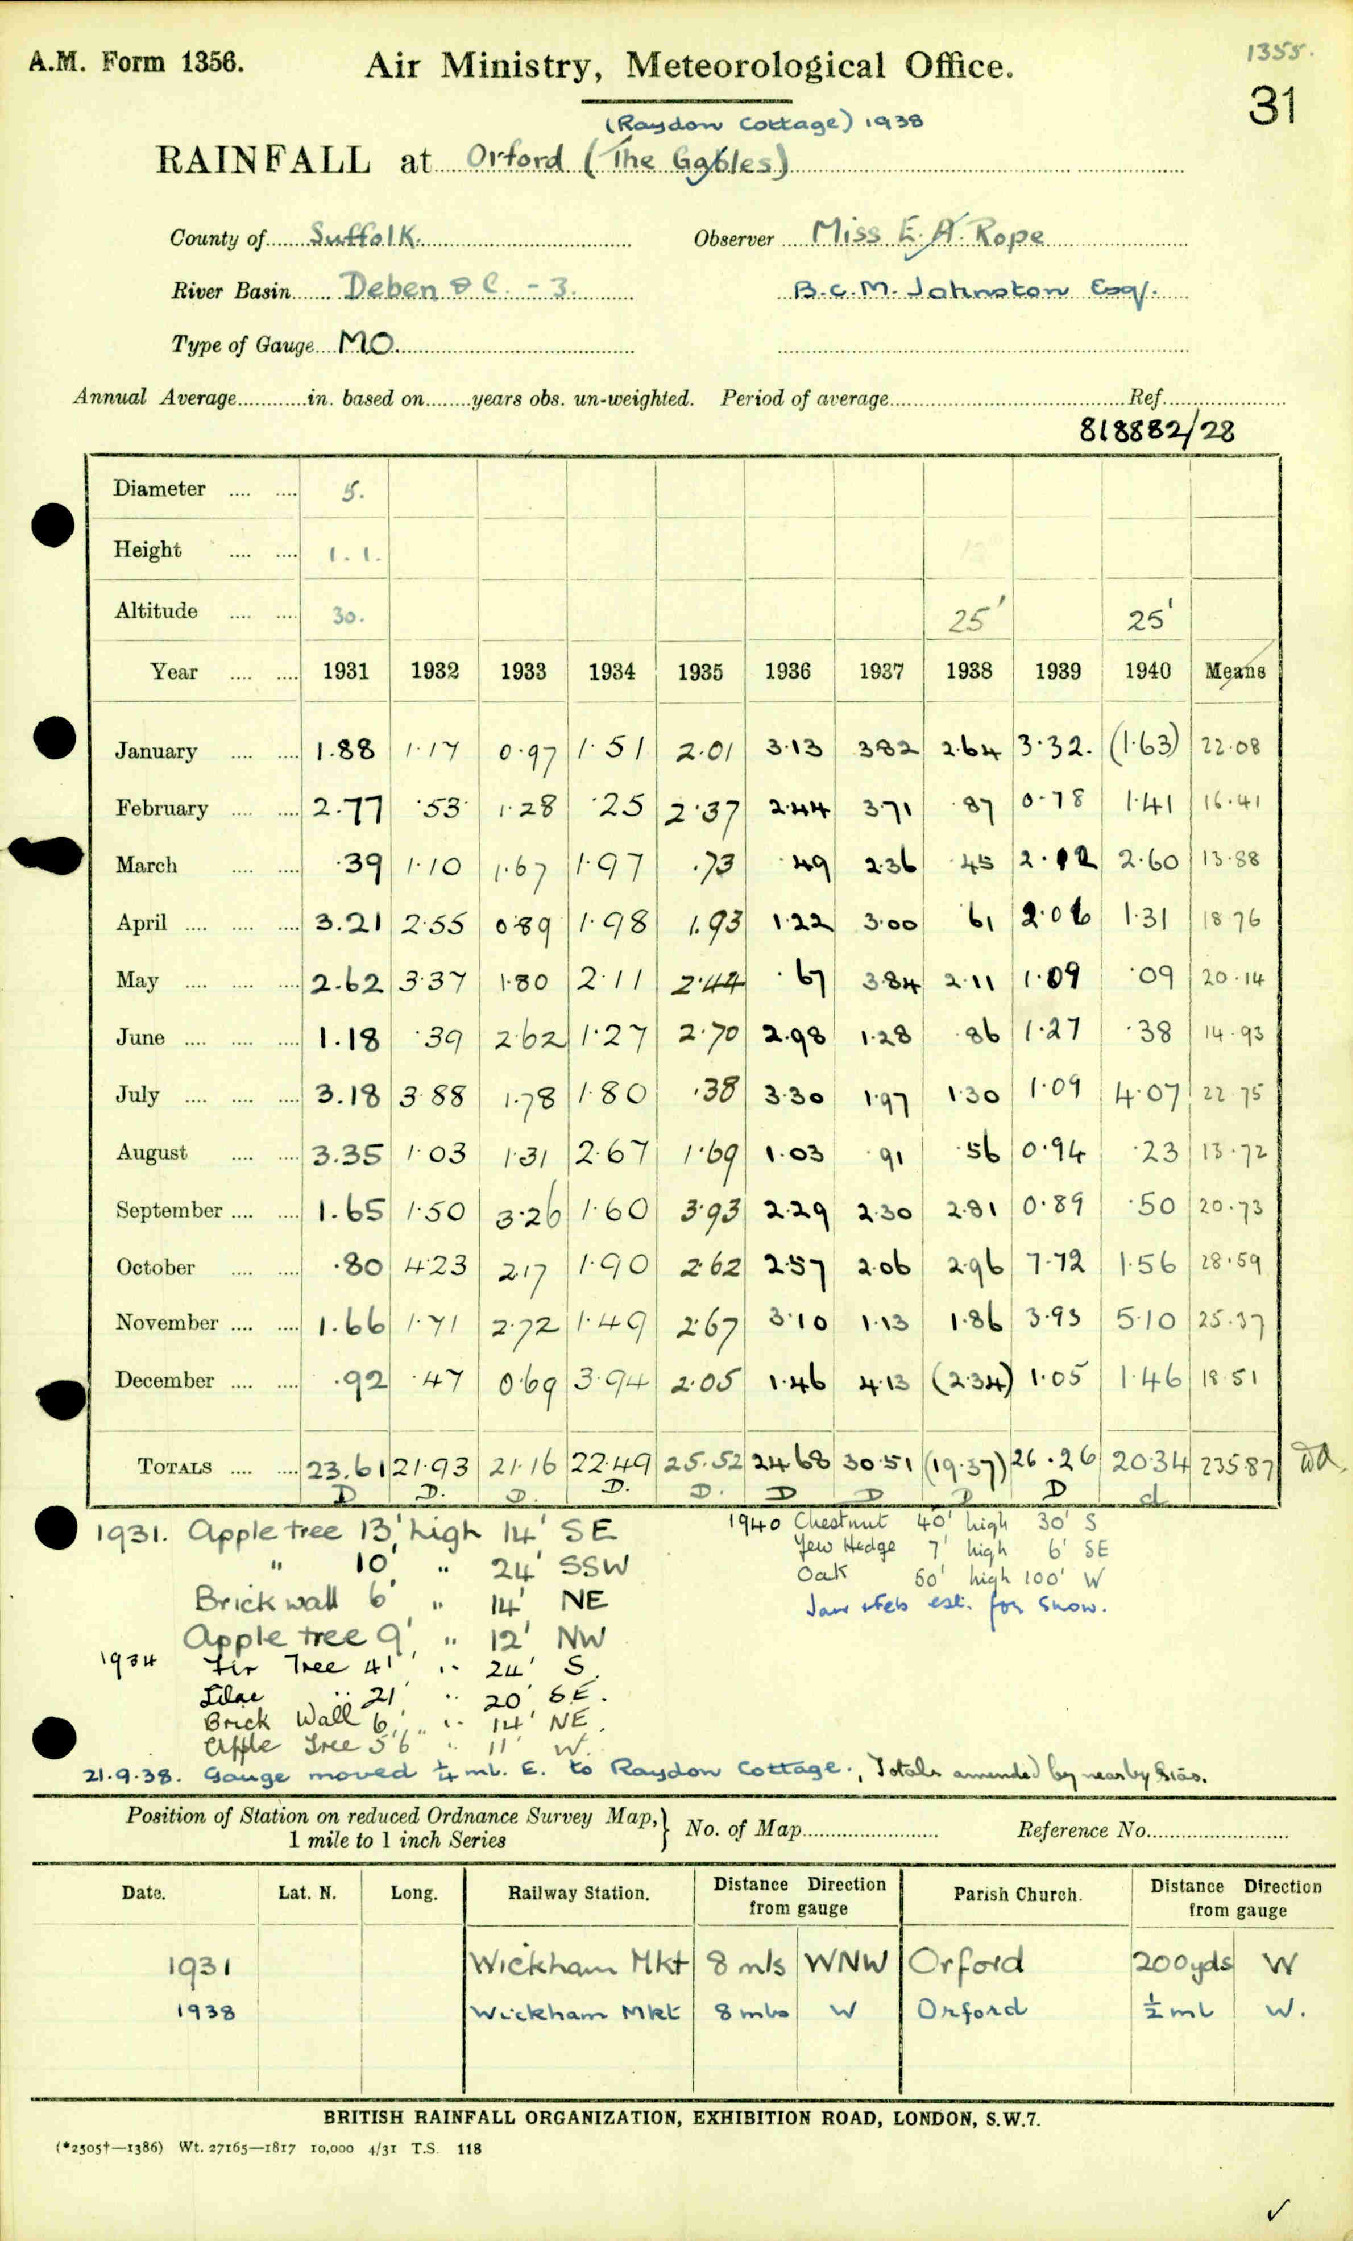 1355.
A.M. Form 1356. Air Ministry, Meteorological Office. 31
(Raydon Cottage) 1938
RAINFALL at Orford (The Gables)
County of Suffolk. Observer Miss E. A. Rope
River Basin Deben & C. - 3. B.C.M. Johnston Esq.
Type of Gauge MO.
Annual Average in. based on years obs. un-weighted. Period of average Ref.
818882/28
Diameter 5.
Height 1. 1.
Altitude 30. 25' 25'
Year 1931 1932 1933 1934 1935 1936 1937 1938 1939 1940 Means
January 1.88 1.17 0.97 1.51 2.01 3.13 3.82 2.64 3.32. (1.63) 22.08
February 2.77 .53 1.28 .25 2.37 2.44 3.71 .87 0.78 1.41 16.41
March .39 1.10 1.67 1.97 .73 .49 2.36 .45 2.12 2.60 13.88
April 3.21 2.55 0.89 1.98 1.93 1.22 3.00 .61 2.06 1.31 18.76
May 2.62 3.37 1.80 2.11 2.44 .67 3.84 2.11 1.09 .09 20.14
June 1.18 .39 2.62 1.27 2.70 2.98 1.28 .86 1.27 .38 14.93
July 3.18 3.88 1.78 1.80 .38 3.30 1.97 1.30 1.09 4.07 22.75
August 3.35 1.03 1.31 2.67 1.69 1.03 .91 .56 0.94 .23 13.72
September 1.65 1.50 3.26 1.60 3.93 2.29 2.30 2.81 0.89 .50 20.73
October .80 4.23 2.17 1.90 2.62 2.57 2.06 2.96 7.72 1.56 28.59
November 1.66 1.71 2.72 1.49 2.67 3.10 1.13 1.86 3.93 5.10 25.37
December .92 .47 0.69 3.94 2.05 1.46 4.13 (2.34) 1.05 1.46 18.51
TOTALS 23.61 21.93 21.16 22.49 25.52 24.68 30.51 (19.37) 26.26 20.34 235.87
D D. D. D. D. D D D D d
1931. Apple tree 13' high 14' SE
" 10' " 24' SSW
Brick wall 6' " 14' NE
Apple tree 9' " 12' NW
1934 Fir Tree 41' " 24' S.
Lilac " 21' " 20' SE.
Brick Wall 6' " 14' NE.
Apple Tree 5'6" " 11' W.
1940 Chestnut 40' high 30' S
Yew Hedge 7' high 6' SE
Oak 60' high 100' W
Jan & Feb est. for snow.
21.9.38. Gauge moved ¼ ml. E. to Raydon Cottage., Totals amended by nearby Stns.
Position of Station on reduced Ordnance Survey Map, 1 mile to 1 inch Series } No. of Map Reference No.
Date. Lat. N. Long. Railway Station. Distance Direction from gauge Parish Church. Distance Direction from gauge
1931 Wickham Mkt 8 mls WNW Orford 200yds W
1938 Wickham Mkt 8 mls W Orford ½ ml W.
BRITISH RAINFALL ORGANIZATION, EXHIBITION ROAD, LONDON, S.W.7.
(*2505†—1386) Wt. 27165—1817 10,000 4/31 T.S. 118